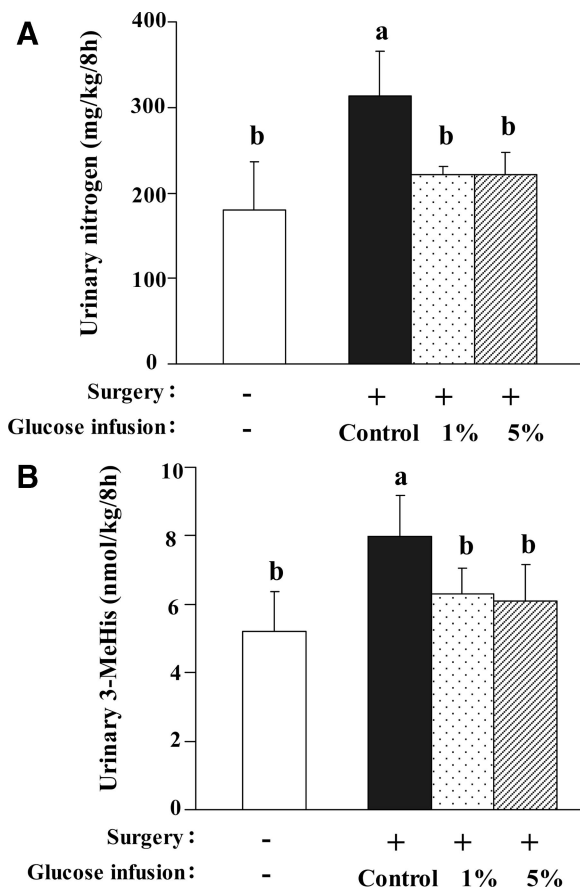 A
Urinary nitrogen (mg/kg/8h)
400
300
200
100
0
b
a
b
b
Surgery: - + + +
Glucose infusion: - Control 1% 5%
B
Urinary 3-MeHis (nmol/kg/8h)
10
8
6
4
2
0
b
a
b
b
Surgery: - + + +
Glucose infusion: - Control 1% 5%